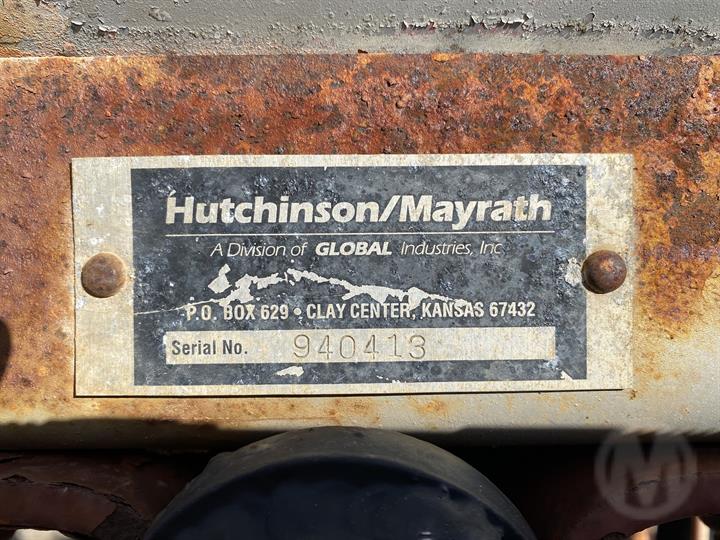 Hutchinson/Mayrath
A Division of GLOBAL Industries, Inc.
P.O. BOX 629 • CLAY CENTER, KANSAS 67432
Serial No. 940413
M